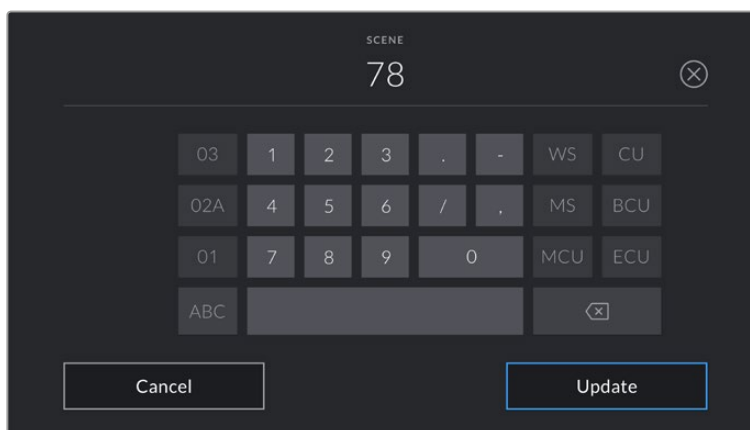 SCENE
78
03 1 2 3 . - WS CU
02A 4 5 6 / , MS BCU
01 7 8 9 0 MCU ECU
ABC
Cancel Update